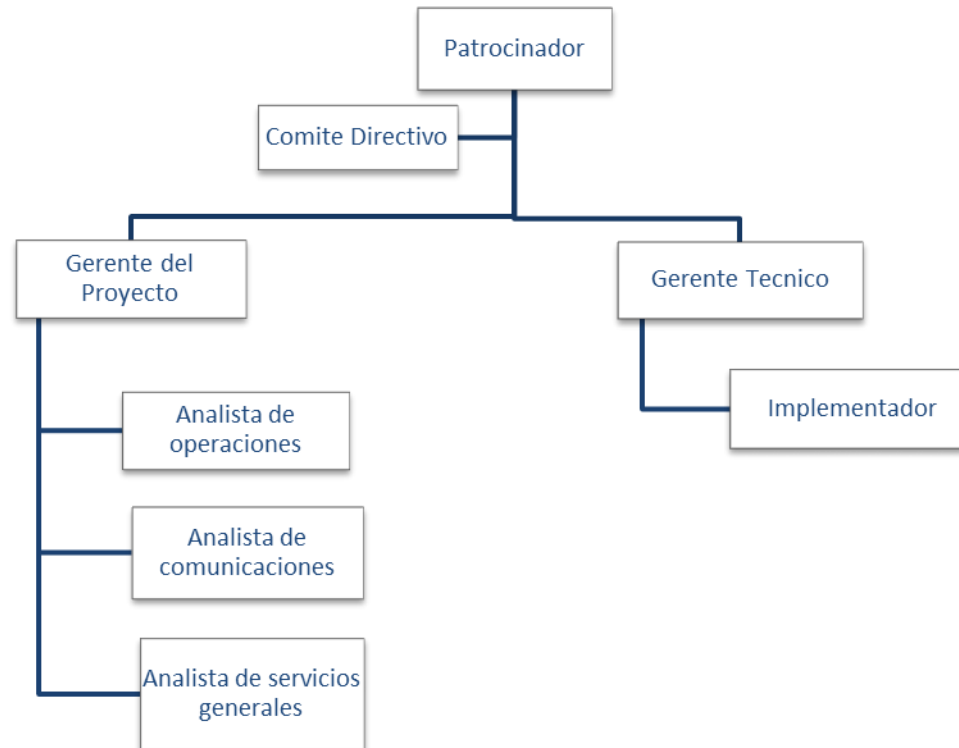 Patrocinador
Comite Directivo
Gerente del
Proyecto
Gerente Tecnico
Implementador
Analista de
operaciones
Analista de
comunicaciones
Analista de servicios
generales